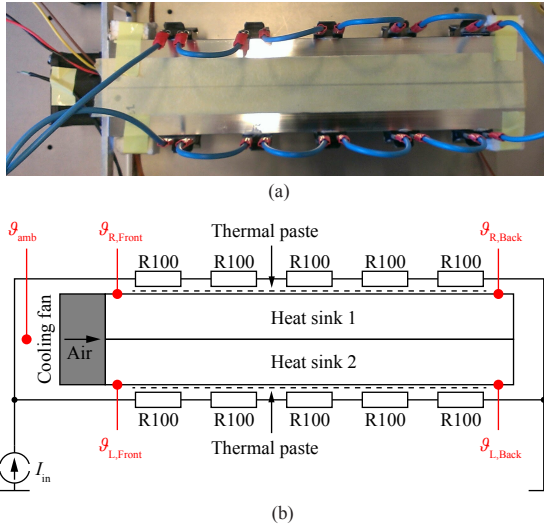 (a)
ϑamb
ϑR,Front
Thermal paste
ϑR,Back
R100 R100 R100 R100 R100
Cooling fan
Air
Heat sink 1
Heat sink 2
R100 R100 R100 R100 R100
Iin
ϑL,Front
Thermal paste
ϑL,Back
(b)